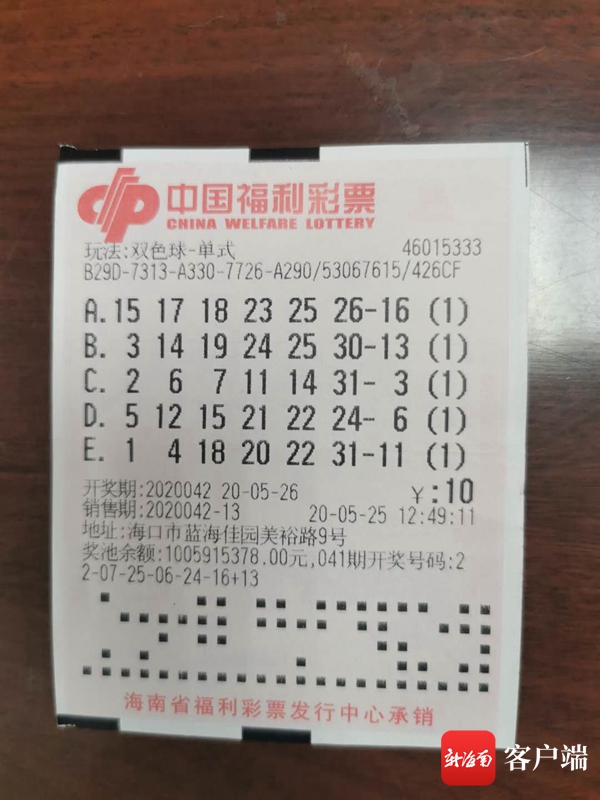 中国福利彩票
CHINA WELFARE LOTTERY
玩法:双色球-单式 46015333
B29D-7313-A330-7726-A290/53067615/426CF
A. 15 17 18 23 25 26-16 (1)
B. 3 14 19 24 25 30-13 (1)
C. 2 6 7 11 14 31- 3 (1)
D. 5 12 15 21 22 24- 6 (1)
E. 1 4 18 20 22 31-11 (1)
开奖期:2020042 20-05-26 ￥:10
销售期:2020042-13 20-05-25 12:49:11
地址:海口市蓝海佳园美裕路9号
奖池余额:1005915378.00元,041期开奖号码:2
2-07-25-06-24-16+13
海南省福利彩票发行中心承销
新海南 客户端